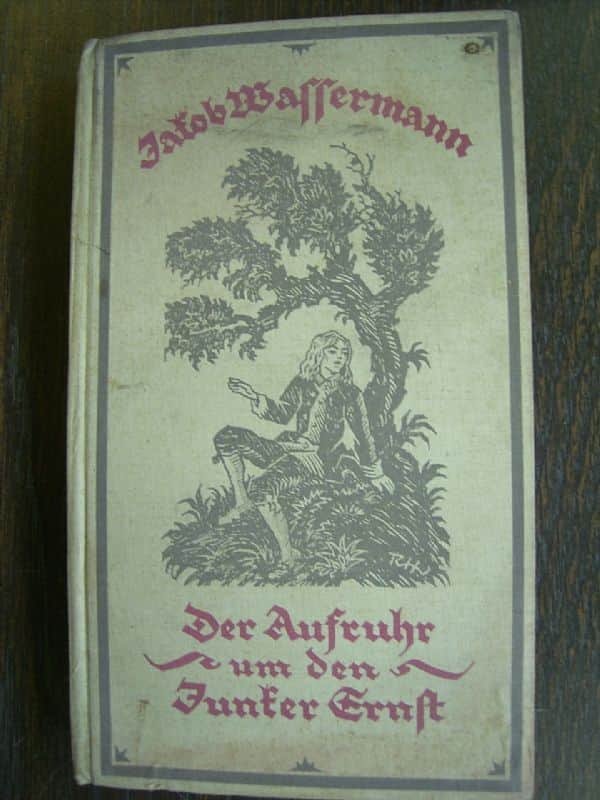 Jakob Wassermann
Der Aufruhr
um den
Junker Ernst